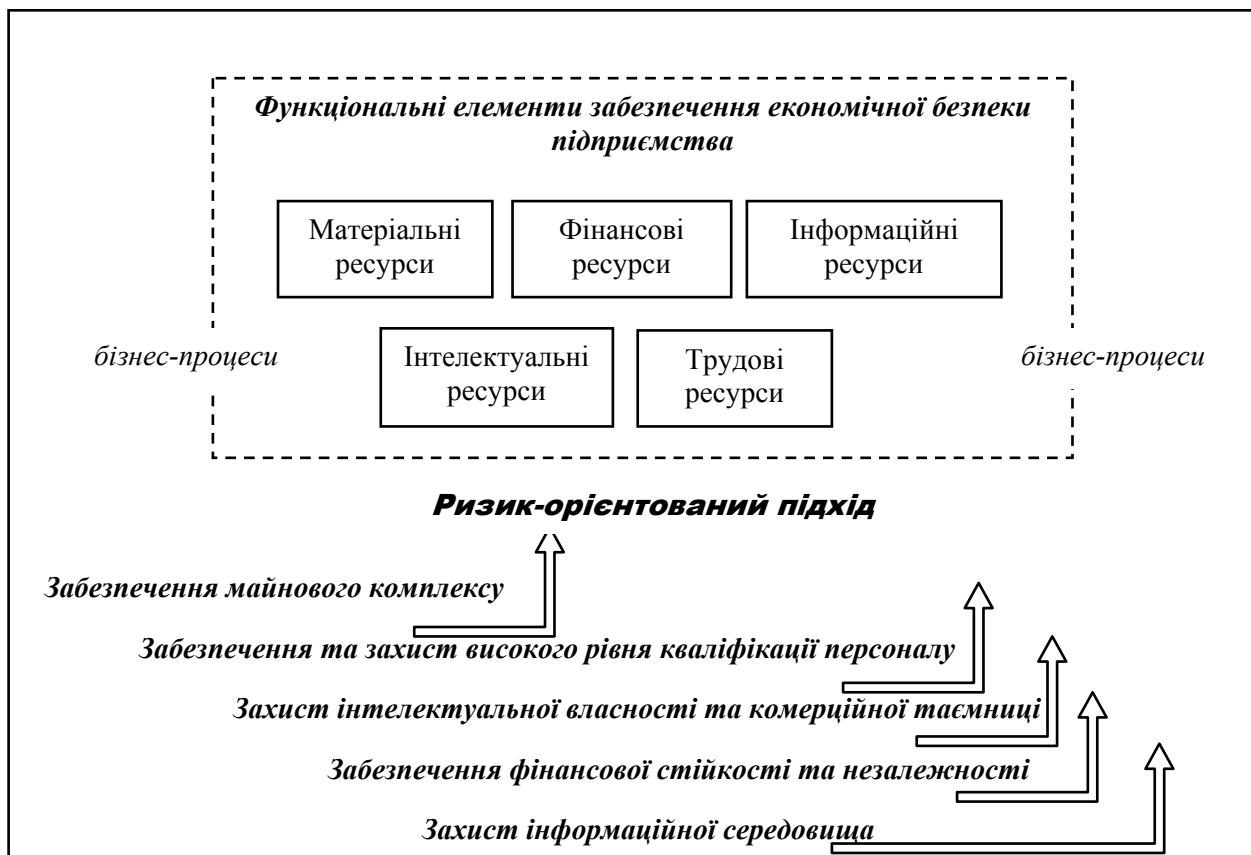 Функціональні елементи забезпечення економічної безпеки
підприємства
Матеріальні
ресурси
Фінансові
ресурси
Інформаційні
ресурси
бізнес-процеси
Інтелектуальні
ресурси
Трудові
ресурси
бізнес-процеси
Ризик-орієнтований підхід
Забезпечення майнового комплексу
Забезпечення та захист високого рівня кваліфікації персоналу
Захист інтелектуальної власності та комерційної таємниці
Забезпечення фінансової стійкості та незалежності
Захист інформаційної середовища